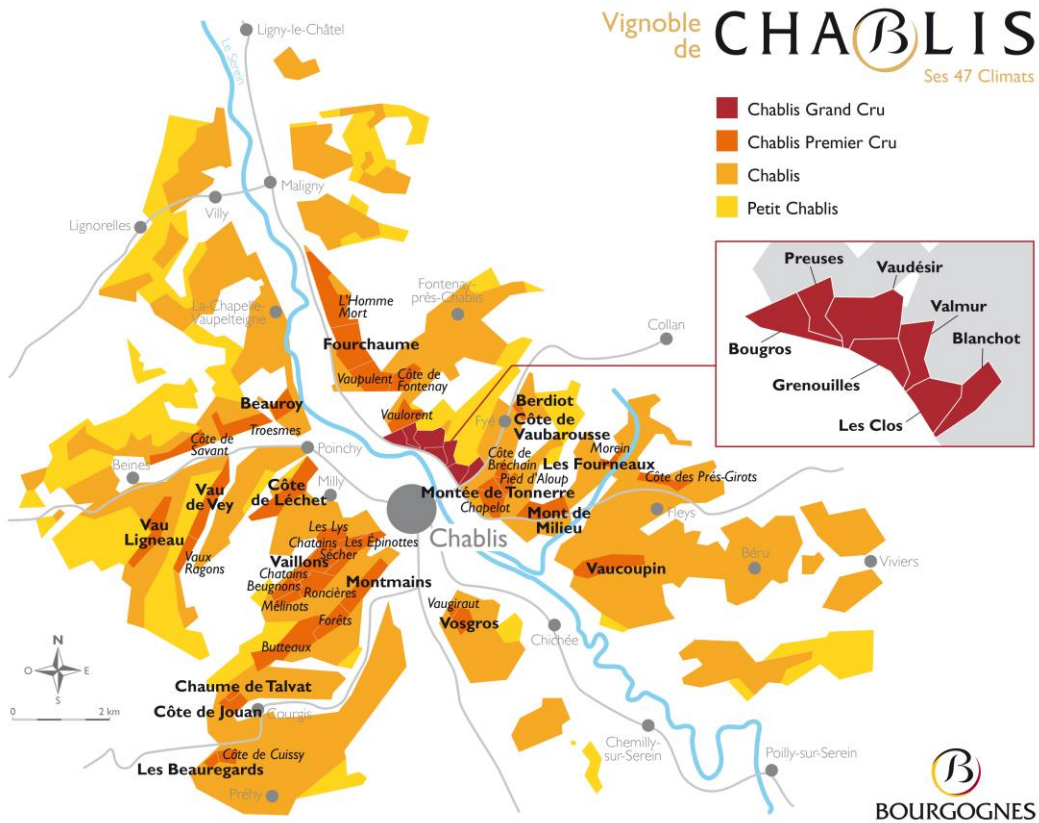 Vignoble
de
CHABLIS
Ses 47 Climats
Chablis Grand Cru
Chablis Premier Cru
Chablis
Petit Chablis
Ligny-le-Châtel
Le Serein
Maligny
Villy
Lignorelles
La-Chapelle-
Vaupelteigne
L'Homme
Mort
Fontenay-
près-Chablis
Collan
Fourchaume
Vaupulent
Côte de
Fontenay
Preuses
Vaudésir
Valmur
Blanchot
Bougros
Grenouilles
Les Clos
Beauroy
Troesmes
Côte de
Savant
Poinchy
Beines
Milly
Vaulorent
Fyé
Berdiot
Côte de
Vaubarousse
Morein
Côte de
Bréchain
Les Fourneaux
Pied d'Aloup
Côte des Prés-Girots
Montée de Tonnerre
Chapelot
Mont de
Milieu
Fleys
Vau
de Vey
Côte
de Léchet
Vau
Ligneau
Vaux
Ragons
Chablis
Les Lys
Chatains
Les Épinottes
Sécher
Vaillons
Chatains
Beugnons
Roncières
Mélinots
Montmains
Forêts
Butteaux
Vaugiraut
Vosgros
Vaucoupin
Béru
Viviers
Chichée
Chaume de Talvat
Côte de Jouan
Courgis
Côte de Cuissy
Les Beauregards
Préhy
Chemilly-
sur-Serein
Poilly-sur-Serein
N
O
E
S
0
2 km
B
BOURGOGNES